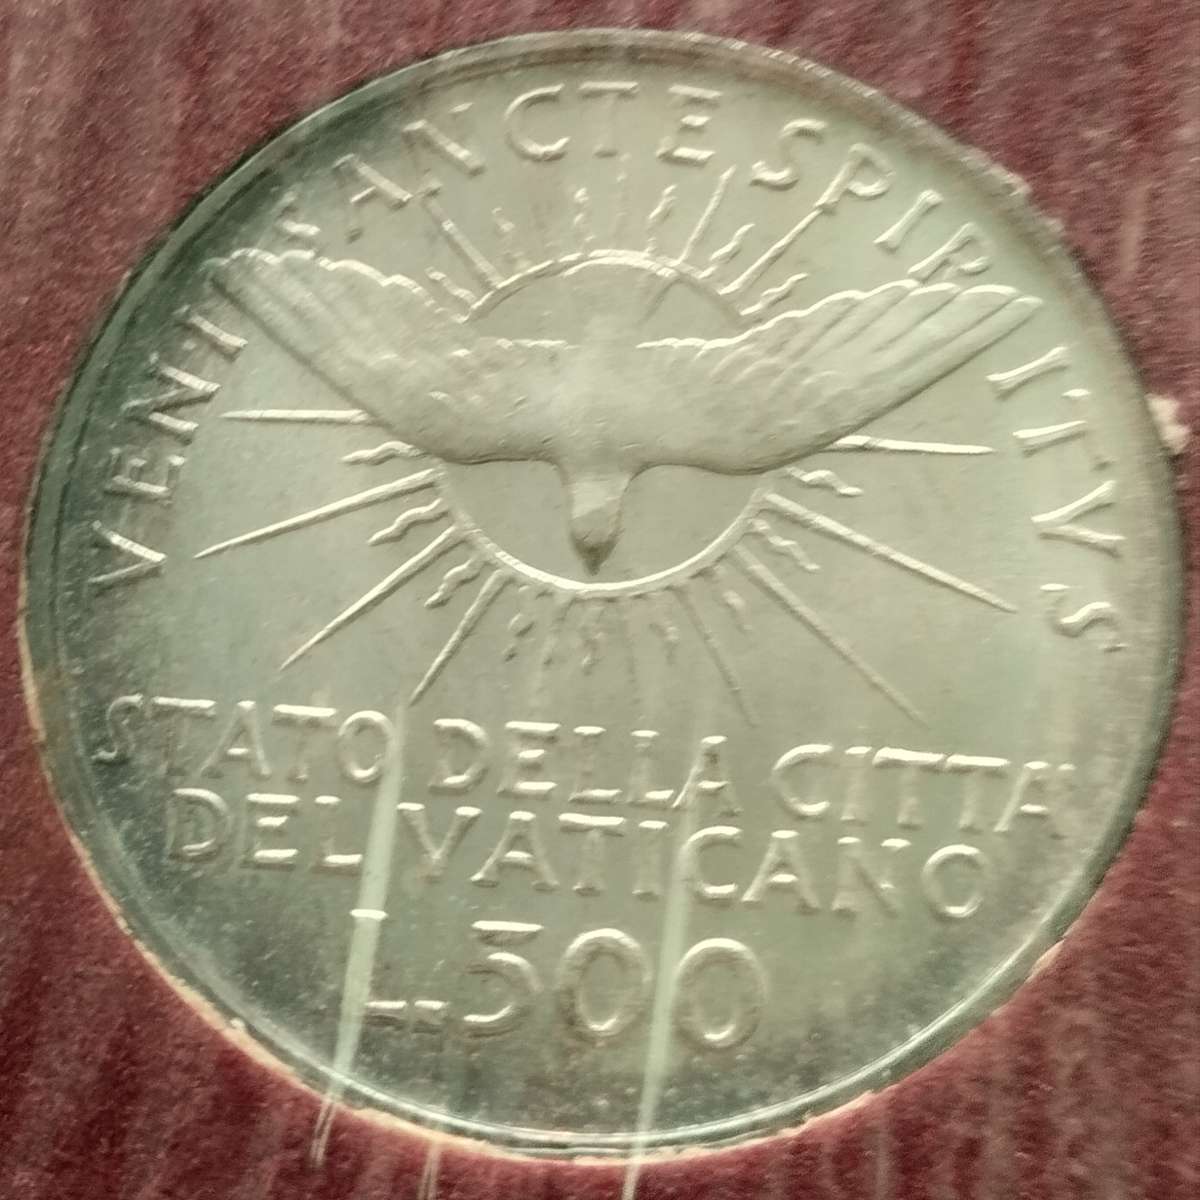 VENI SANCTE SPIRITVS
STATO DELLA CITTA'
DEL VATICANO
L. 500